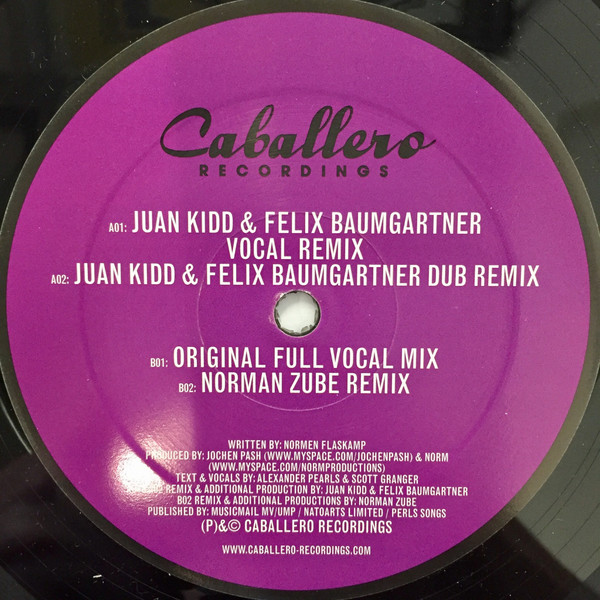 Caballero
RECORDINGS
A01: JUAN KIDD & FELIX BAUMGARTNER
VOCAL REMIX
A02: JUAN KIDD & FELIX BAUMGARTNER DUB REMIX
B01: ORIGINAL FULL VOCAL MIX
B02: NORMAN ZUBE REMIX
WRITTEN BY: NORMEN FLASKAMP
PRODUCED BY: JOCHEN PASH (WWW.MYSPACE.COM/JOCHENPASH) & NORM
(WWW.MYSPACE.COM/NORMPRODUCTIONS)
TEXT & VOCALS BY: ALEXANDER PEARLS & SCOTT GRANGER
REMIX & ADDITIONAL PRODUCTION BY: JUAN KIDD & FELIX BAUMGARTNER
B02 REMIX & ADDITIONAL PRODUCTIONS BY: NORMAN ZUBE
PUBLISHED BY: MUSICMAIL MV/UMP / NATOARTS LIMITED / PERLS SONGS
(P)&© CABALLERO RECORDINGS
WWW.CABALLERO-RECORDINGS.COM